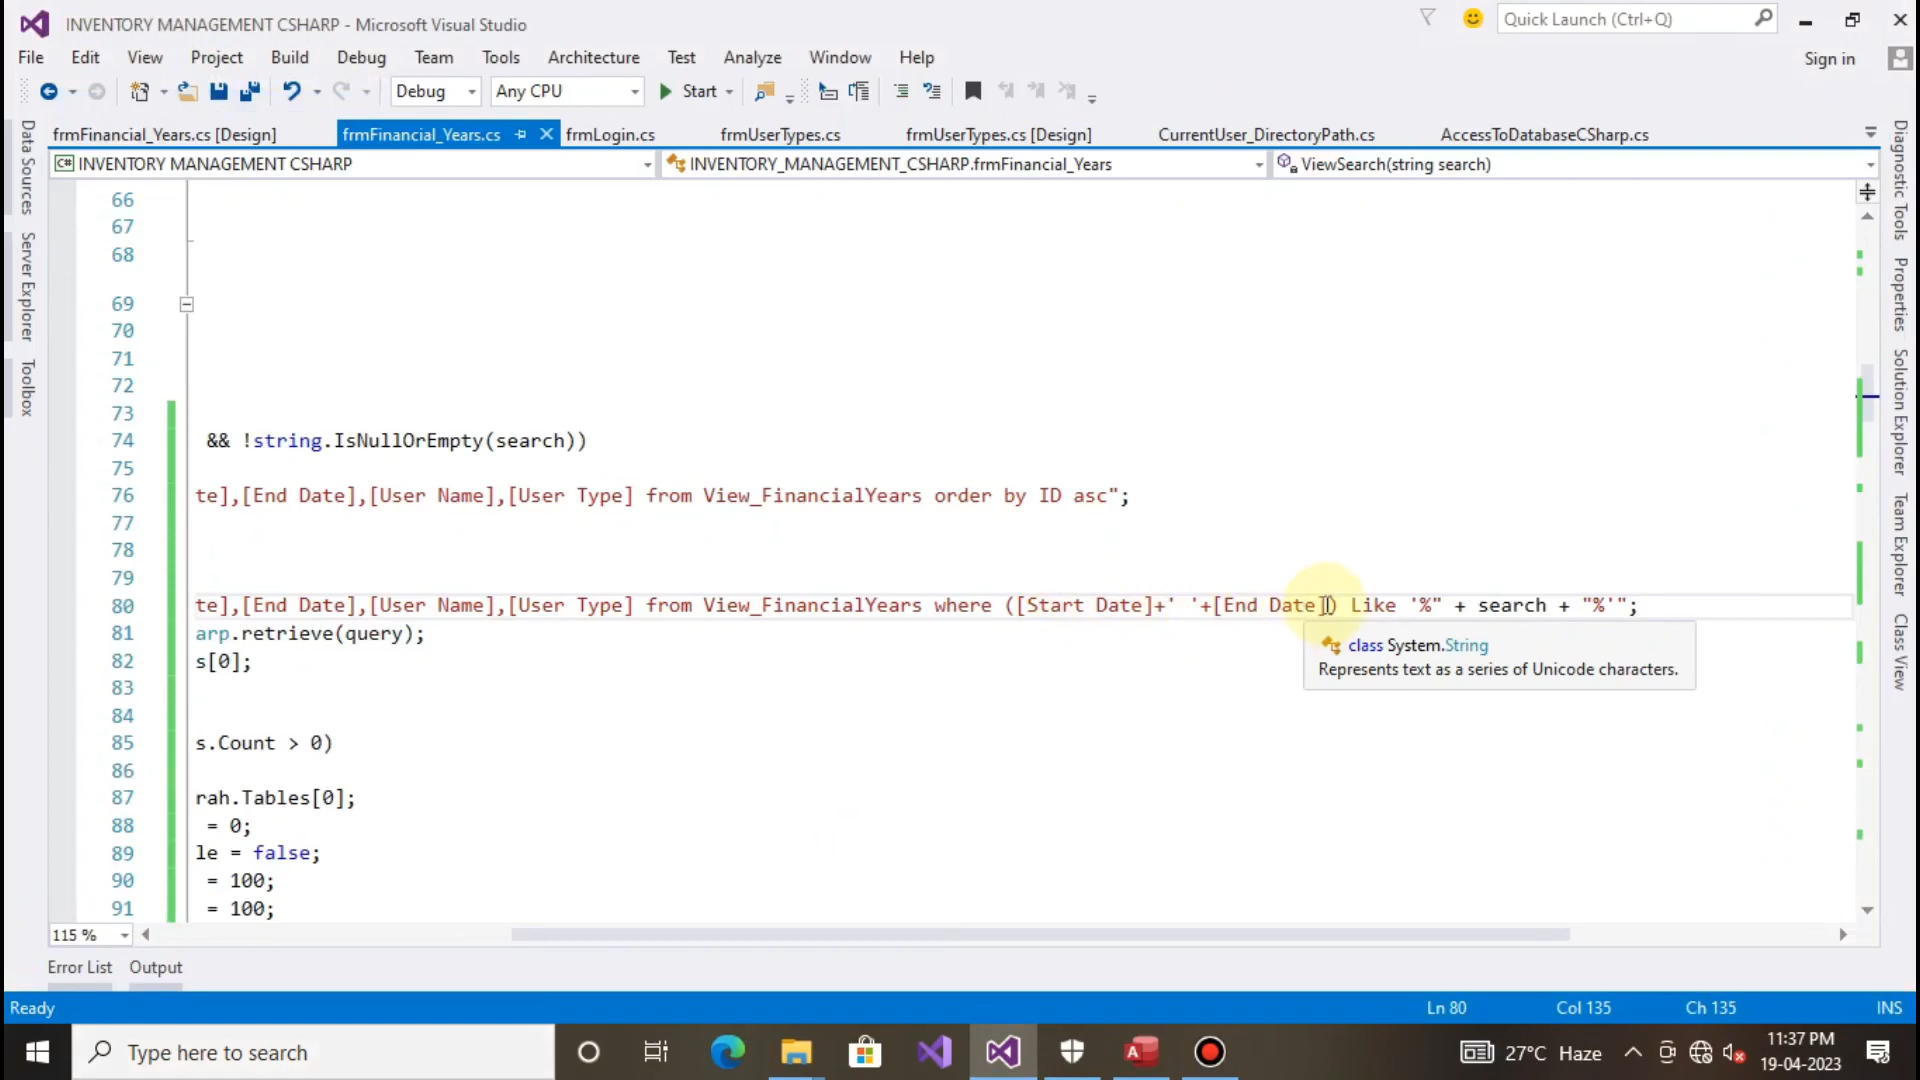 INVENTORY MANAGEMENT CSHARP - Microsoft Visual Studio
Quick Launch (Ctrl+Q)
File Edit View Project Build Debug Team Tools Architecture Test Analyze Window Help
Sign in
Debug Any CPU Start
frmFinancial_Years.cs [Design] frmFinancial_Years.cs frmLogin.cs frmUserTypes.cs frmUserTypes.cs [Design] CurrentUser_DirectoryPath.cs AccessToDatabaseCSharp.cs
C# INVENTORY MANAGEMENT CSHARP INVENTORY_MANAGEMENT_CSHARP.frmFinancial_Years ViewSearch(string search)
Data Sources
Server Explorer
Toolbox
66
67
68
69
70
71
72
73
74 && !string.IsNullOrEmpty(search))
75
76 te],[End Date],[User Name],[User Type] from View_FinancialYears order by ID asc";
77
78
79
80 te],[End Date],[User Name],[User Type] from View_FinancialYears where ([Start Date]+' '+[End Date]) Like '%" + search + "%'";
81 arp.retrieve(query);
class System.String
Represents text as a series of Unicode characters.
82 s[0];
83
84
85 s.Count > 0)
86
87 rah.Tables[0];
88 = 0;
89 le = false;
90 = 100;
91 = 100;
Diagnostic Tools
Properties
Solution Explorer
Team Explorer
Class View
115 %
Error List Output
Ready Ln 80 Col 135 Ch 135 INS
Type here to search
A
27°C Haze
11:37 PM
19-04-2023